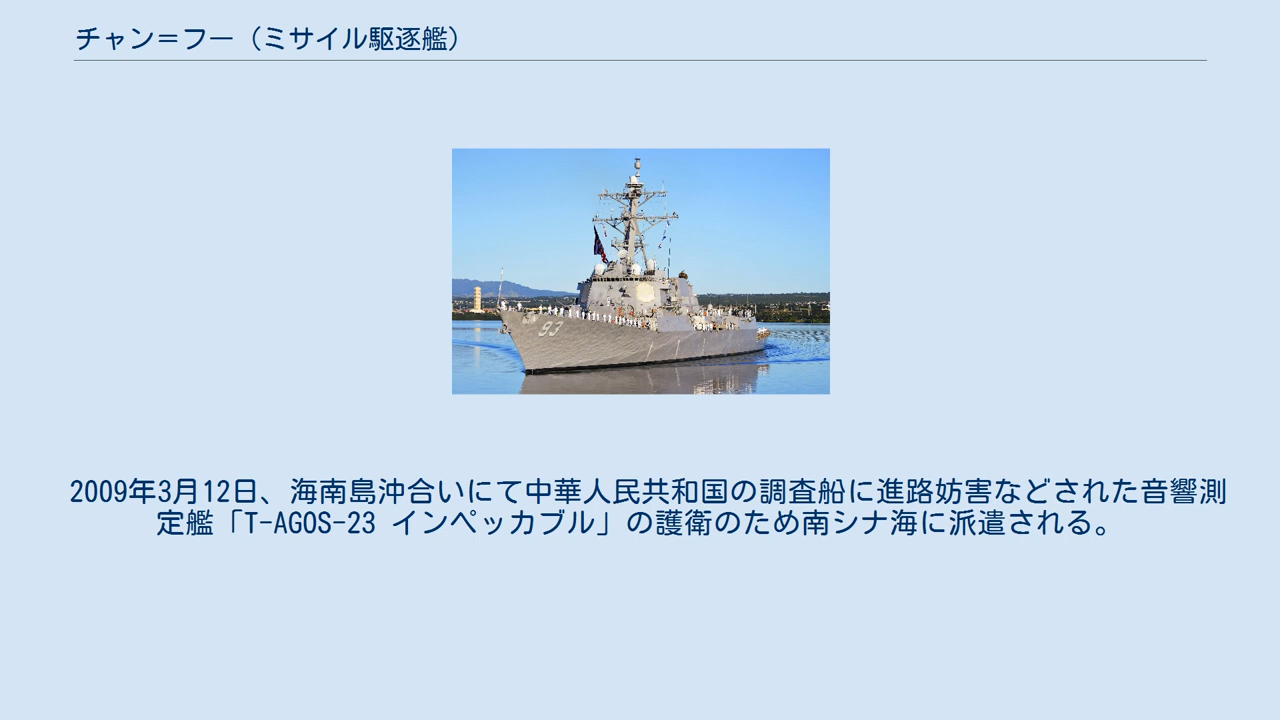 チャン＝フー（ミサイル駆逐艦）
93
2009年3月12日、海南島沖合いにて中華人民共和国の調査船に進路妨害などされた音響測
定艦「T-AGOS-23 インペッカブル」の護衛のため南シナ海に派遣される。